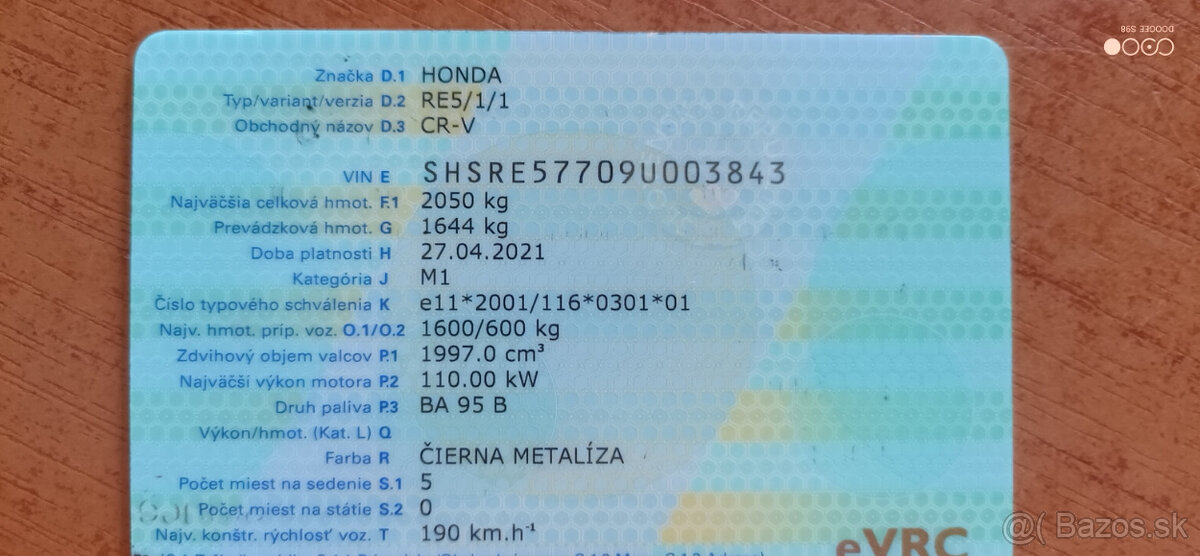 DOOGEE S98
Značka D.1 HONDA
Typ/variant/verzia D.2 RE5/1/1
Obchodný názov D.3 CR-V
VIN E SHSRE57709U003843
Najväčšia celková hmot. F.1 2050 kg
Prevádzková hmot. G 1644 kg
Doba platnosti H 27.04.2021
Kategória J M1
Číslo typového schválenia K e11*2001/116*0301*01
Najv. hmot. príp. voz. O.1/O.2 1600/600 kg
Zdvihový objem valcov P.1 1997.0 cm³
Najväčší výkon motora P.2 110.00 kW
Druh paliva P.3 BA 95 B
Výkon/hmot. (Kat. L) Q
Farba R ČIERNA METALÍZA
Počet miest na sedenie S.1 5
Počet miest na státie S.2 0
Najv. konštr. rýchlosť voz. T 190 km.h⁻¹
eVRC
@( Bazos.sk